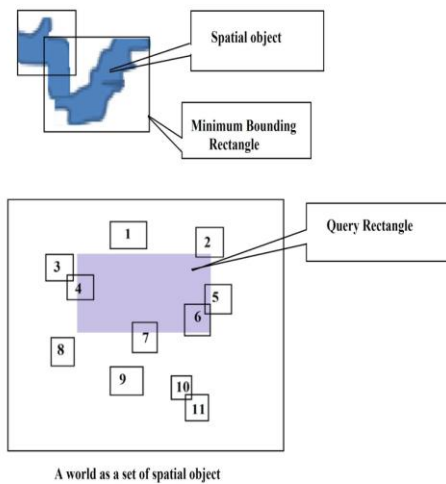 Spatial object
Minimum Bounding
Rectangle
Query Rectangle
1
2
3
4
5
6
7
8
9
10
11
A world as a set of spatial object